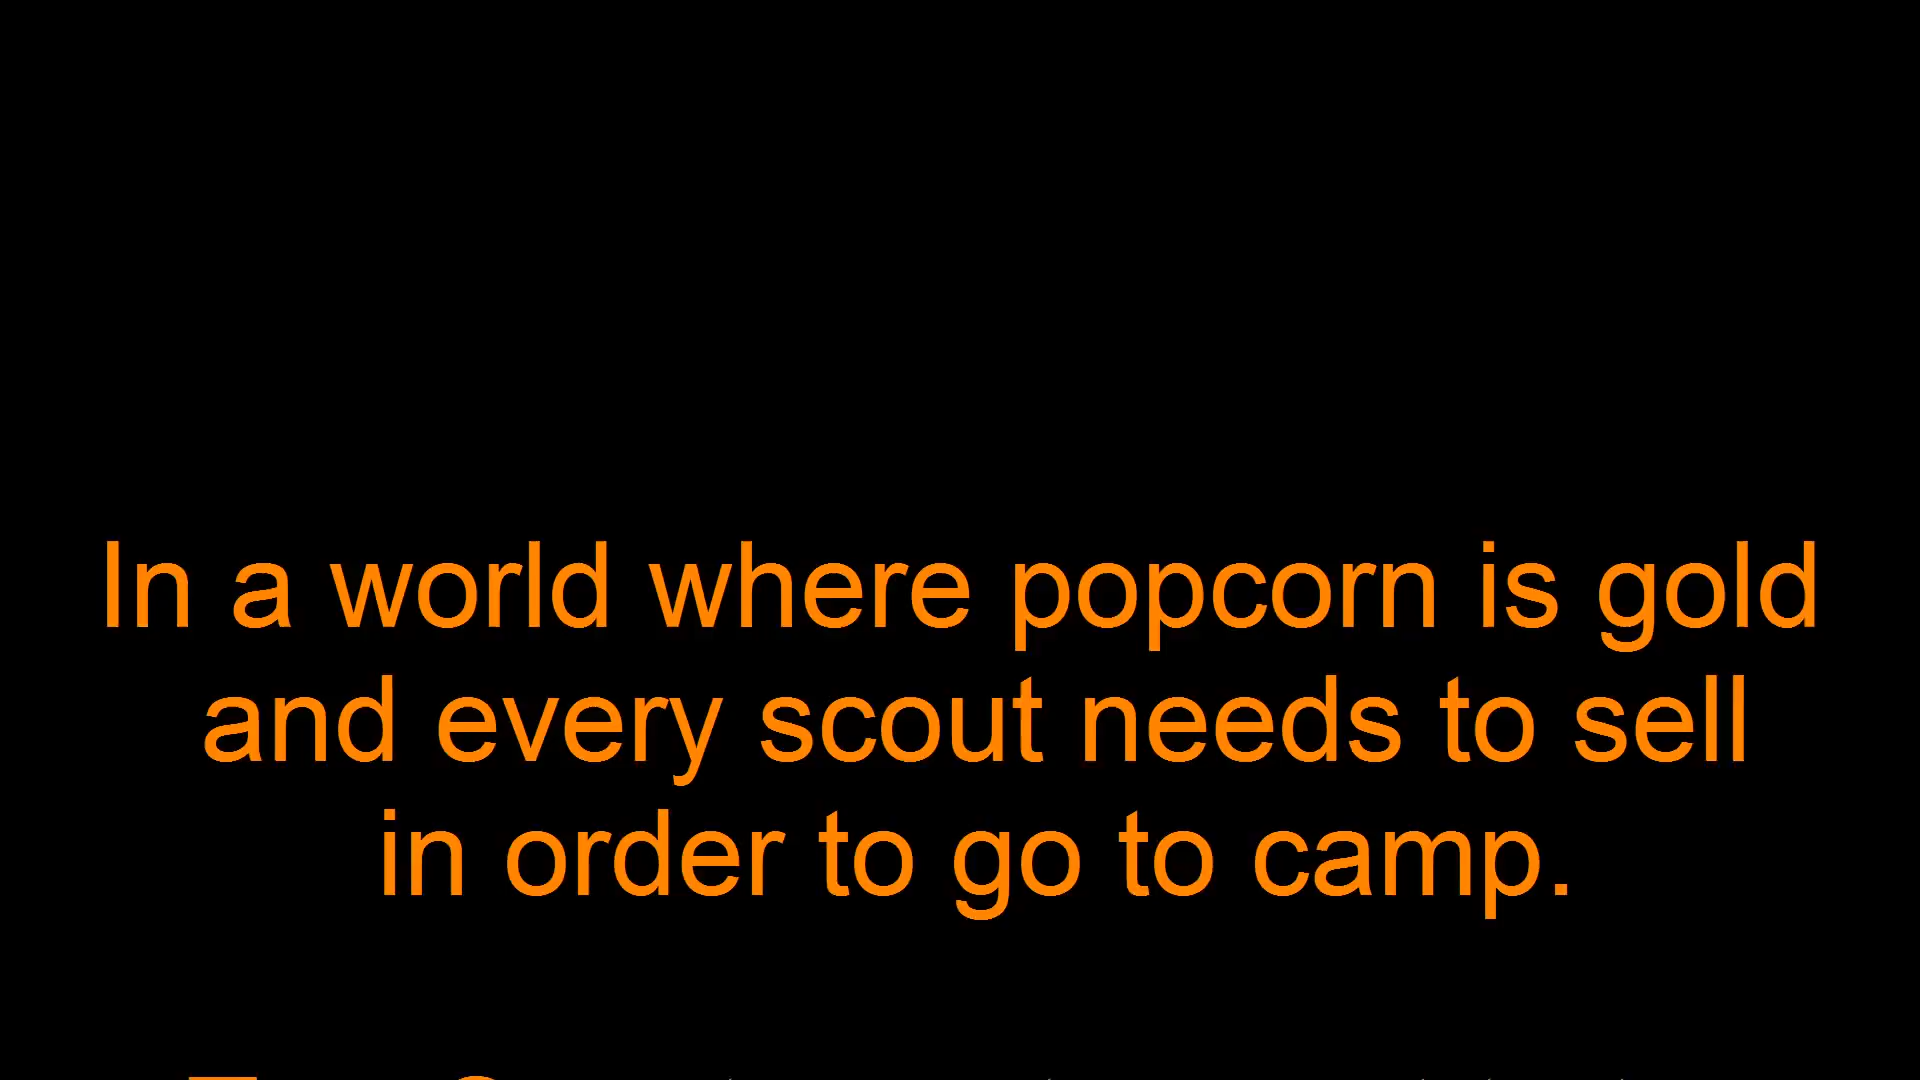 In a world where popcorn is gold
and every scout needs to sell
in order to go to camp.